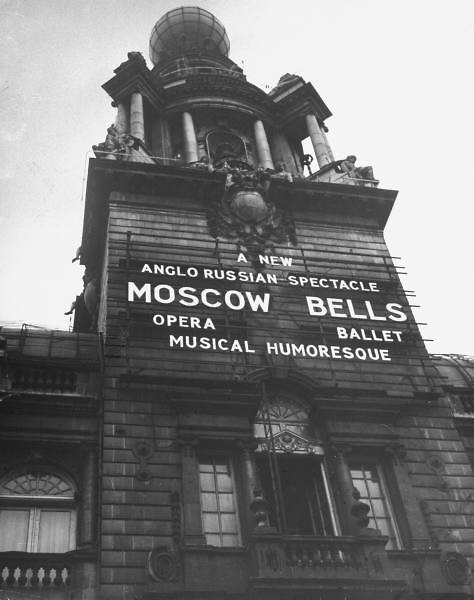 A NEW
ANGLO RUSSIAN SPECTACLE
MOSCOW BELLS
OPERA BALLET
MUSICAL HUMORESQUE